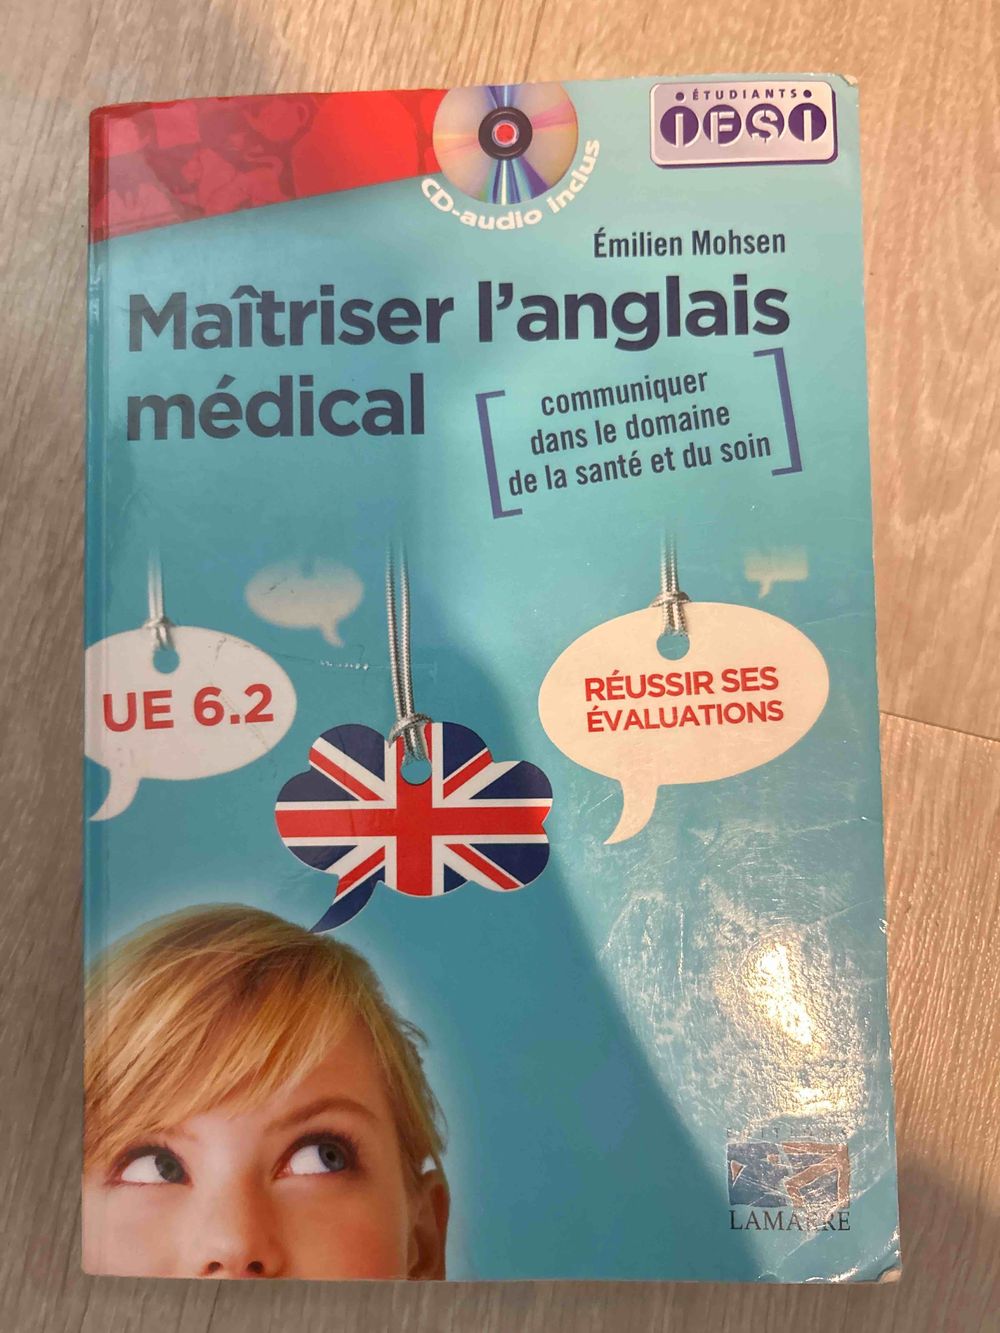 ÉTUDIANTS
IFSI
CD-audio inclus
Émilien Mohsen
Maîtriser l'anglais
médical
communiquer
dans le domaine
de la santé et du soin
UE 6.2
RÉUSSIR SES
ÉVALUATIONS
ÉDITIONS
LAMARRE